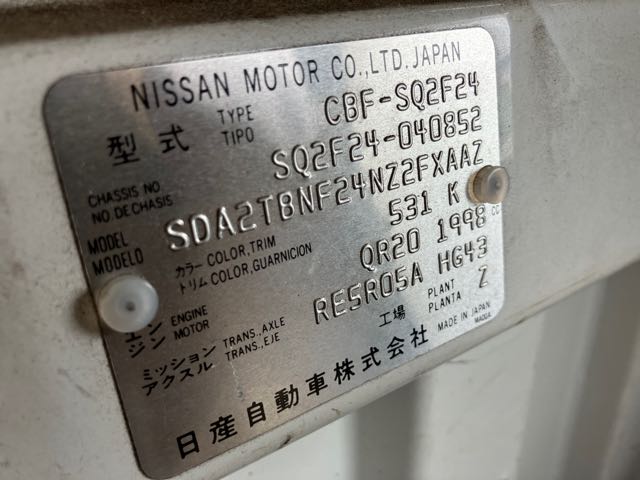 NISSAN MOTOR CO.,LTD. JAPAN
型式 TYPE TIPO CBF-SQ2F24
CHASSIS NO. NO. DE CHASIS SQ2F24-040852
MODEL MODELO SDA2TBNF24NZ2FXAAZ
カラー COLOR, TRIM トリム COLOR, GUARNICION 531 K
エンジン ENGINE MOTOR QR20 1998 cc
ミッション TRANS., AXLE アクスル TRANS., EJE RE5R05A HG43
工場 PLANT PLANTA Z
日産自動車株式会社 MADE IN JAPAN